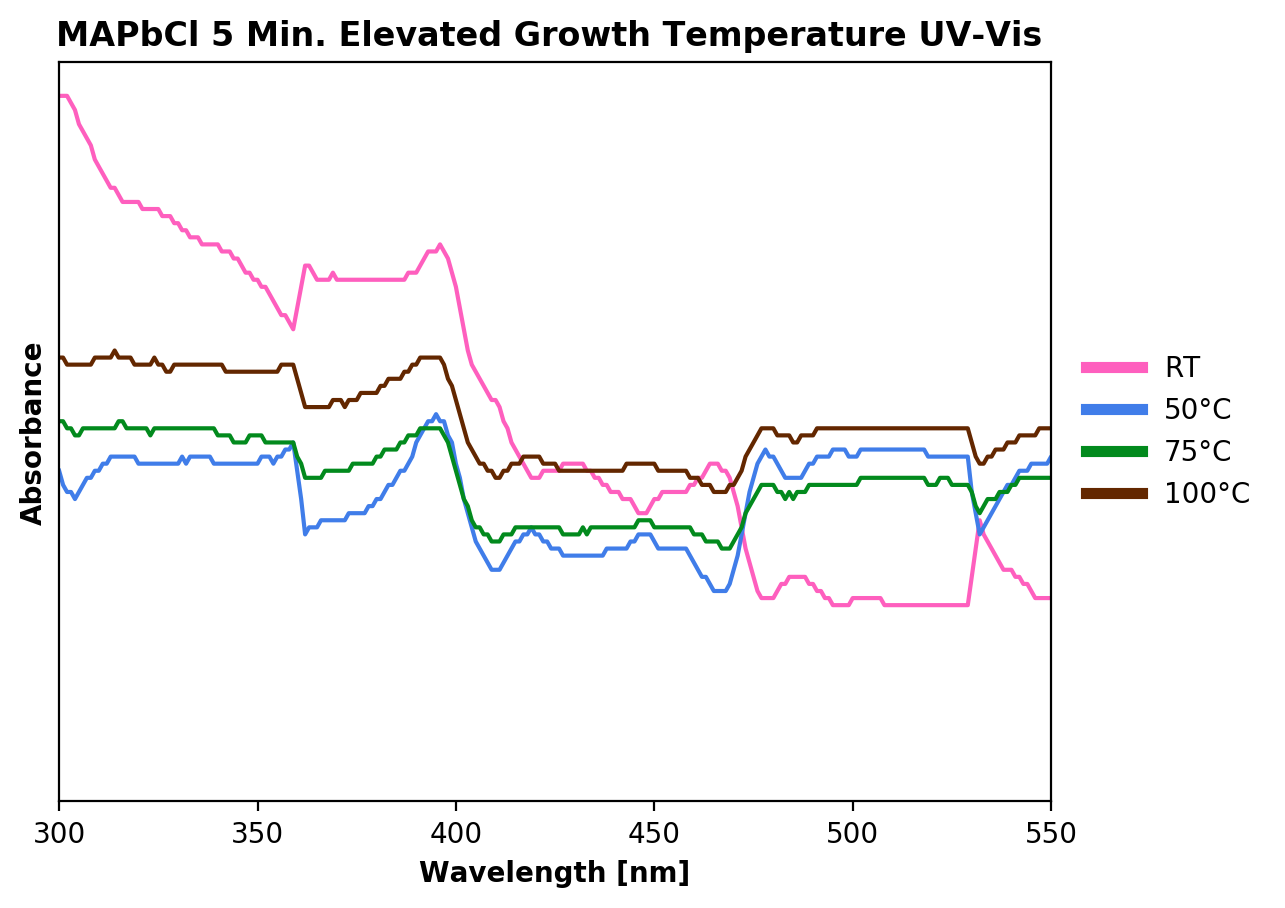 MAPbCl 5 Min. Elevated Growth Temperature UV-Vis
Absorbance
RT
50°C
75°C
100°C
300 350 400 450 500 550
Wavelength [nm]